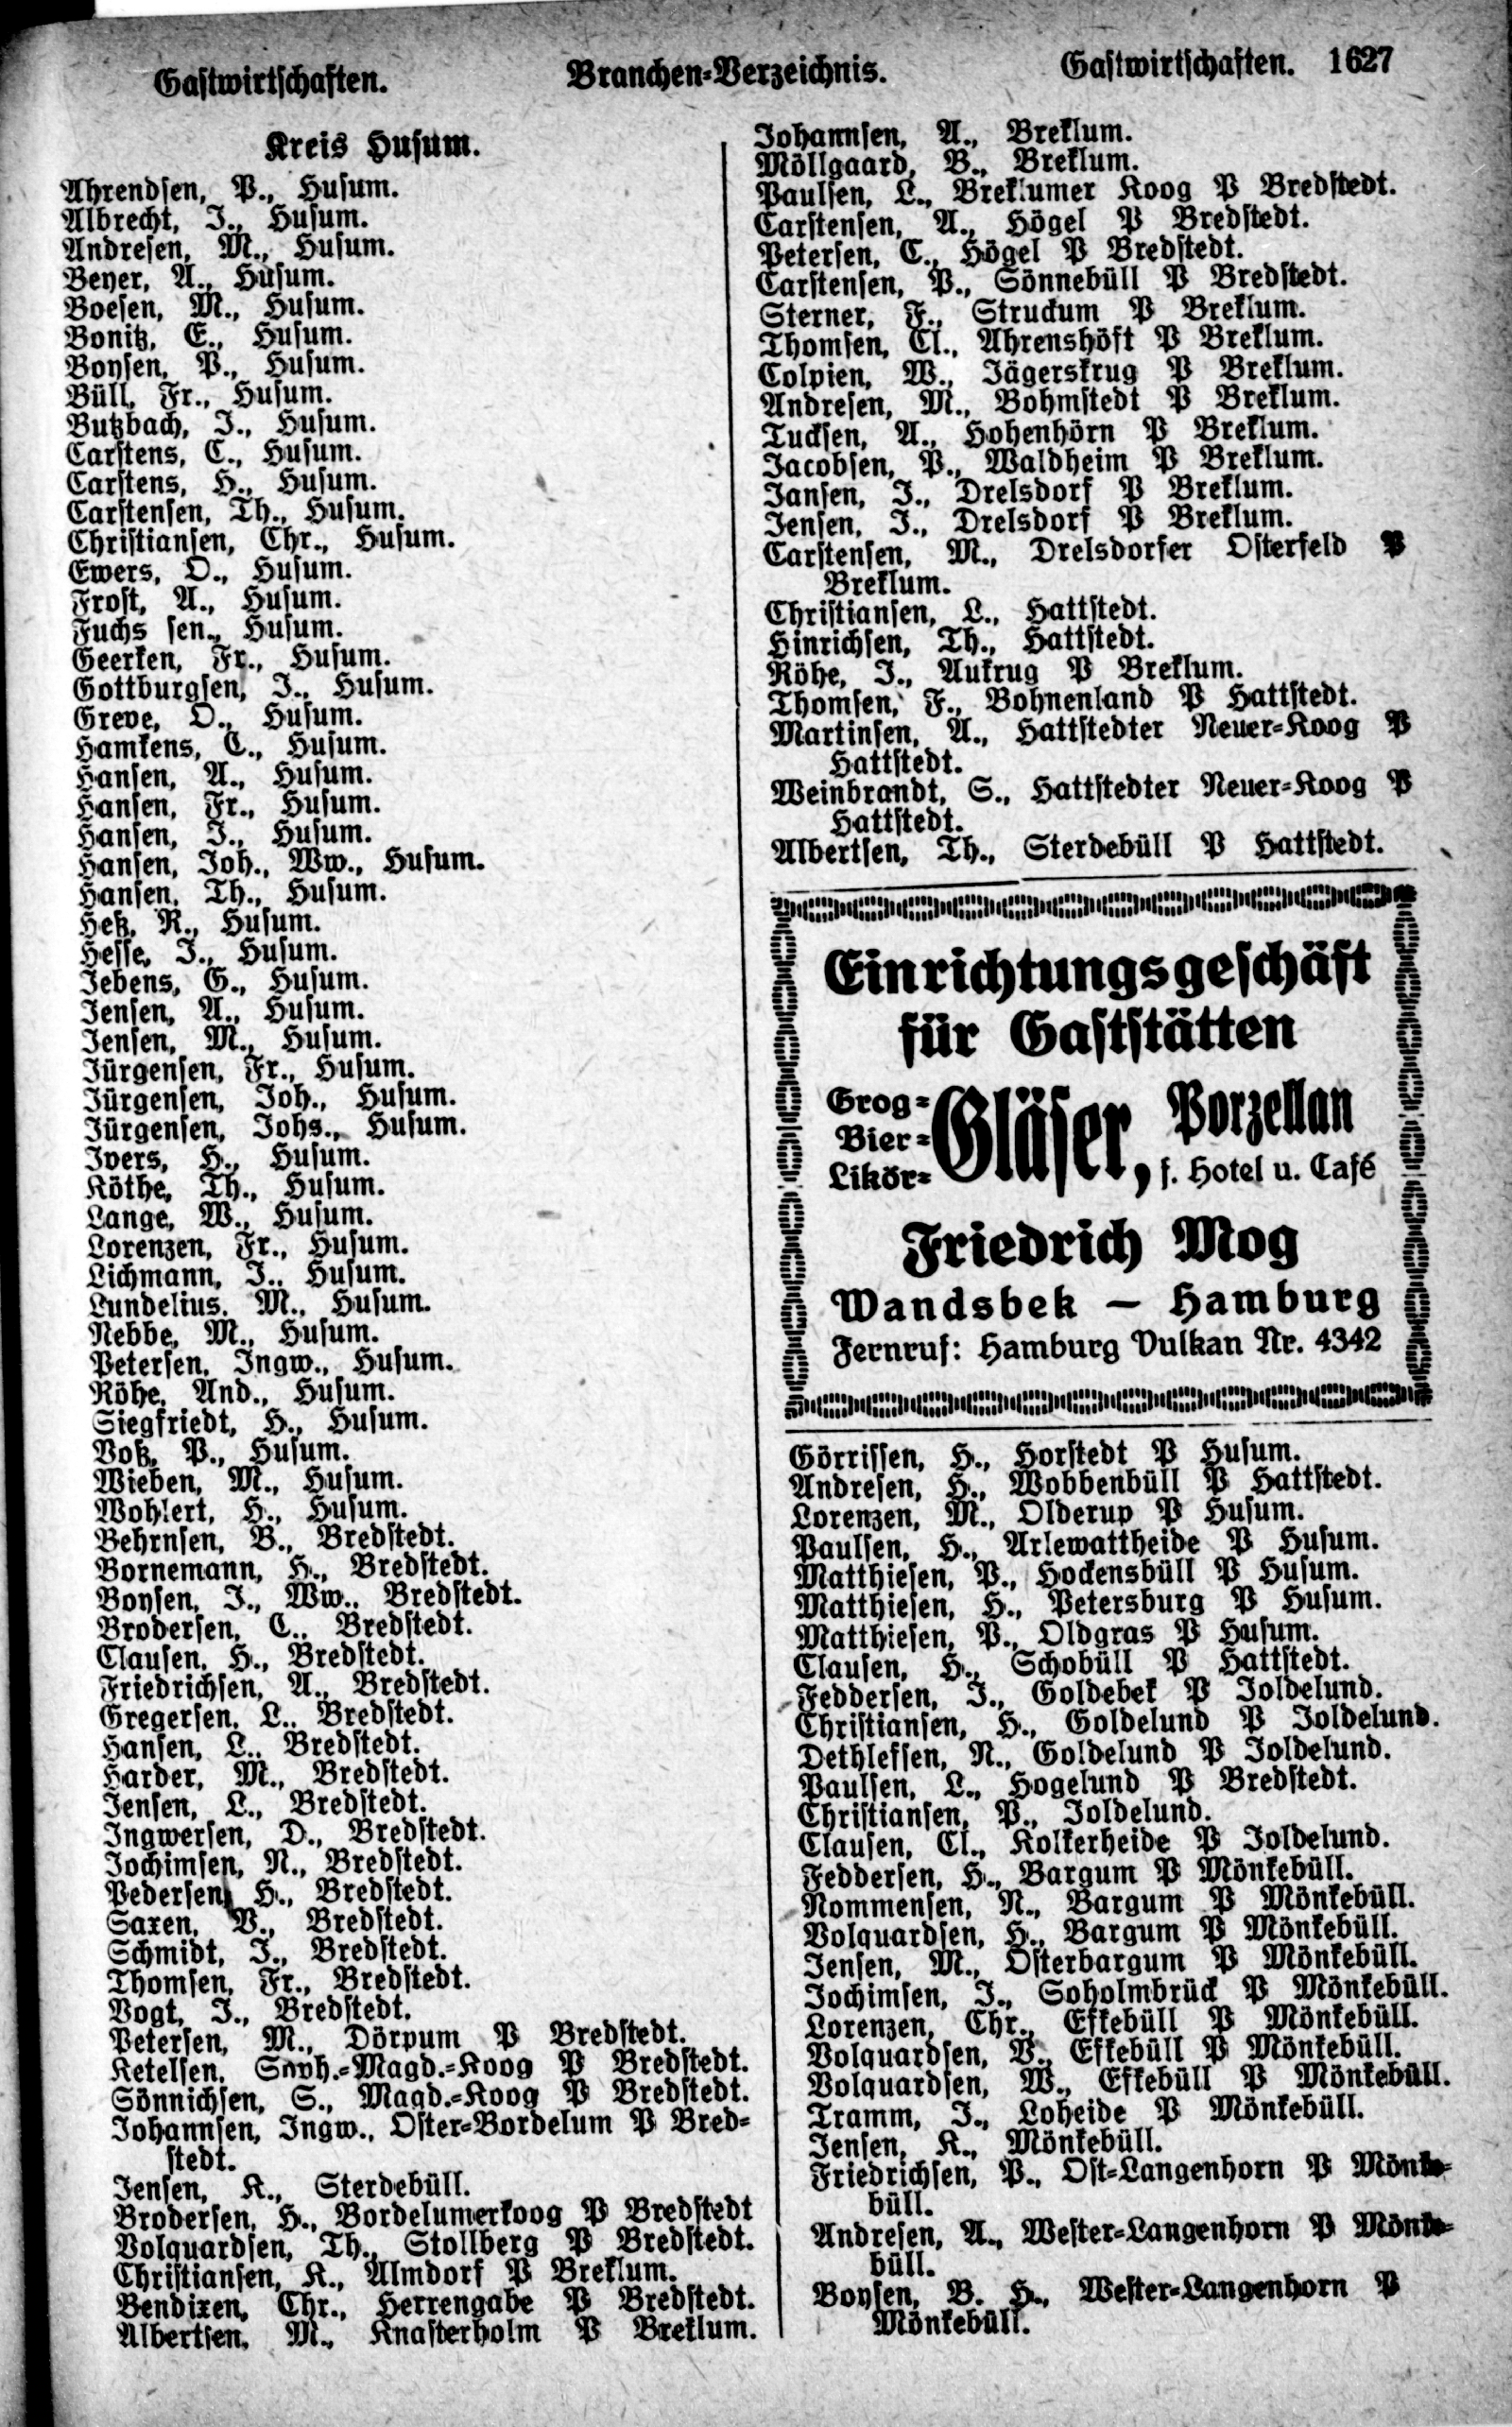 Gastwirtschaften. Branchen-Verzeichnis. Gastwirtschaften. 1627
Kreis Husum.
Ahrendsen, P., Husum.
Albrecht, J., Husum.
Andresen, M., Husum.
Beyer, A., Husum.
Boesen, M., Husum.
Bonitz, E., Husum.
Boysen, P., Husum.
Büll, Fr., Husum.
Butzbach, J., Husum.
Carstens, C., Husum.
Carstens, H., Husum.
Carstensen, Th., Husum.
Christiansen, Chr., Husum.
Ewers, O., Husum.
Frost, A., Husum.
Fuchs sen., Husum.
Geerken, Fr., Husum.
Gottburgsen, J., Husum.
Greve, O., Husum.
Hamkens, C., Husum.
Hansen, A., Husum.
Hansen, Fr., Husum.
Hansen, J., Husum.
Hansen, Joh., Ww., Husum.
Hansen, Th., Husum.
Heß, R., Husum.
Hesse, J., Husum.
Jebens, G., Husum.
Jensen, A., Husum.
Jensen, M., Husum.
Jürgensen, Fr., Husum.
Jürgensen, Joh., Husum.
Jürgensen, Johs., Husum.
Ivers, H., Husum.
Köthe, Th., Husum.
Lange, W., Husum.
Lorenzen, Fr., Husum.
Lichmann, J., Husum.
Lundelius, M., Husum.
Nebbe, M., Husum.
Petersen, Ingw., Husum.
Röhe, And., Husum.
Siegfriedt, H., Husum.
Voß, P., Husum.
Wieben, M., Husum.
Wohlert, H., Husum.
Behrnsen, B., Bredstedt.
Bornemann, H., Bredstedt.
Boysen, J., Ww., Bredstedt.
Brodersen, C., Bredstedt.
Clausen, H., Bredstedt.
Friedrichsen, A., Bredstedt.
Gregersen, L., Bredstedt.
Hansen, L., Bredstedt.
Harder, M., Bredstedt.
Jensen, L., Bredstedt.
Ingwersen, D., Bredstedt.
Jochimsen, N., Bredstedt.
Pedersen, H., Bredstedt.
Saxen, V., Bredstedt.
Schmidt, J., Bredstedt.
Thomsen, Fr., Bredstedt.
Vogt, J., Bredstedt.
Petersen, M., Dörpum P Bredstedt.
Ketelsen, Soph.-Magd.-Koog P Bredstedt.
Sönnichsen, S., Magd.-Koog P Bredstedt.
Johannsen, Ingw., Oster-Bordelum P Bred-
stedt.
Jensen, K., Sterdebüll.
Brodersen, H., Bordelumerkoog P Bredstedt
Volquardsen, Th., Stollberg P Bredstedt.
Christiansen, K., Almdorf P Breklum.
Bendixen, Chr., Herrengabe P Bredstedt.
Albertsen, M., Knasterholm P Breklum.
Johannsen, A., Breklum.
Möllgaard, B., Breklum.
Paulsen, L., Breklumer Koog P Bredstedt.
Carstensen, A., Högel P Bredstedt.
Petersen, C., Högel P Bredstedt.
Carstensen, P., Sönnebüll P Bredstedt.
Sterner, F., Struckum P Breklum.
Thomsen, Cl., Ahrenshöft P Breklum.
Colpien, W., Jägerskrug P Breklum.
Andresen, M., Bohmstedt P Breklum.
Tucksen, A., Hohenhörn P Breklum.
Jacobsen, P., Waldheim P Breklum.
Jansen, J., Drelsdorf P Breklum.
Jensen, J., Drelsdorf P Breklum.
Carstensen, M., Drelsdorfer Osterfeld P
Breklum.
Christiansen, L., Hattstedt.
Hinrichsen, Th., Hattstedt.
Röhe, J., Aukrug P Breklum.
Thomsen, F., Bohnenland P Hattstedt.
Martinsen, A., Hattstedter Neuer-Koog P
Hattstedt.
Weinbrandt, S., Hattstedter Neuer-Koog P
Hattstedt.
Albertsen, Th., Sterdebüll P Hattstedt.
Einrichtungsgeschäft
für Gaststätten
Grog-
Bier-
Likör-
Gläser, Porzellan
f. Hotel u. Café
Friedrich Mog
Wandsbek — Hamburg
Fernruf: Hamburg Vulkan Nr. 4342
Görrissen, H., Horstedt P Husum.
Andresen, H., Wobbenbüll P Hattstedt.
Lorenzen, M., Olderup P Husum.
Paulsen, H., Arlewattheide P Husum.
Matthiesen, P., Hockensbüll P Husum.
Matthiesen, H., Petersburg P Husum.
Matthiesen, P., Oldgras P Husum.
Clausen, H., Schobüll P Hattstedt.
Feddersen, J., Goldebek P Joldelund.
Christiansen, H., Goldelund P Joldelund.
Dethlefsen, N., Goldelund P Joldelund.
Paulsen, L., Hogelund P Bredstedt.
Christiansen, P., Joldelund.
Clausen, Cl., Kolkerheide P Joldelund.
Feddersen, H., Bargum P Mönkebüll.
Nommensen, N., Bargum P Mönkebüll.
Volquardsen, H., Bargum P Mönkebüll.
Jensen, M., Osterbargum P Mönkebüll.
Jochimsen, J., Soholmbrück P Mönkebüll.
Lorenzen, Chr., Efkebüll P Mönkebüll.
Volquardsen, V., Efkebüll P Mönkebüll.
Volquardsen, W., Efkebüll P Mönkebüll.
Tramm, J., Loheide P Mönkebüll.
Jensen, K., Mönkebüll.
Friedrichsen, P., Ost-Langenhorn P Mönke-
büll.
Andresen, A., Wester-Langenhorn P Mönke-
büll.
Boysen, B. H., Wester-Langenhorn P
Mönkebüll.